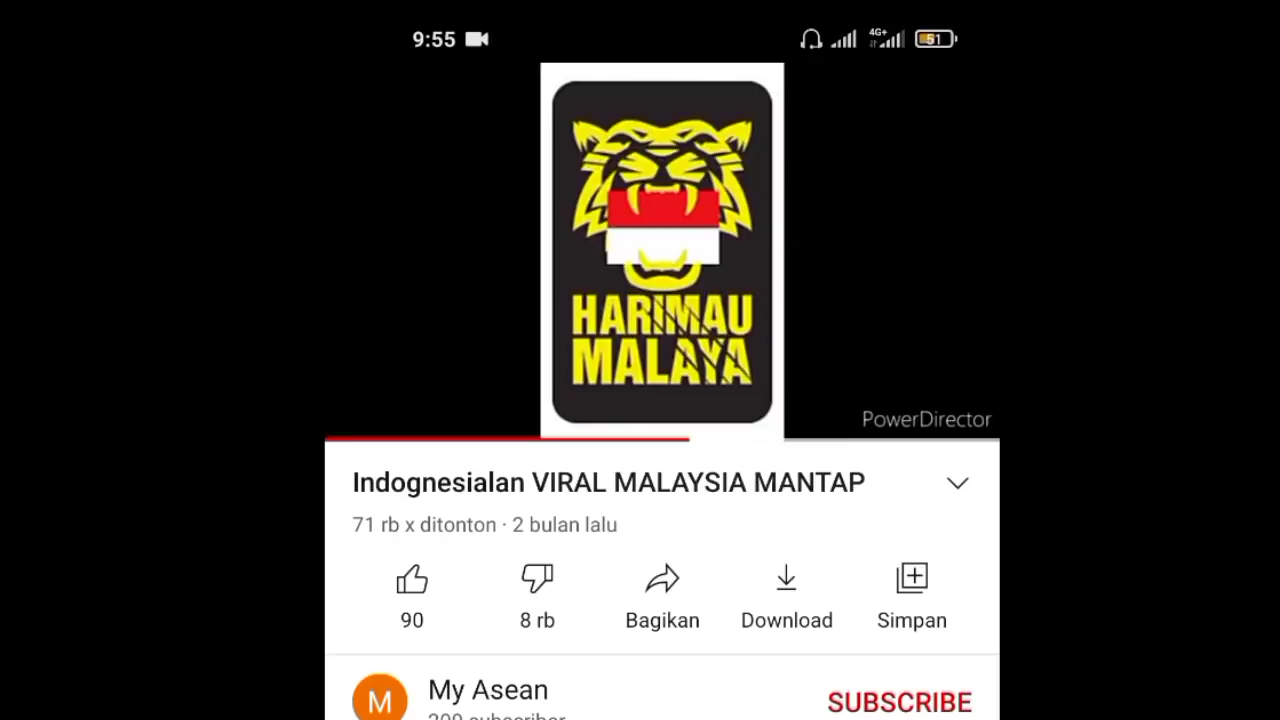 9:55
4G+
51
HARIMAU
MALAYA
PowerDirector
Indognesialan VIRAL MALAYSIA MANTAP
71 rb x ditonton · 2 bulan lalu
90
8 rb
Bagikan
Download
Simpan
M
My Asean
SUBSCRIBE